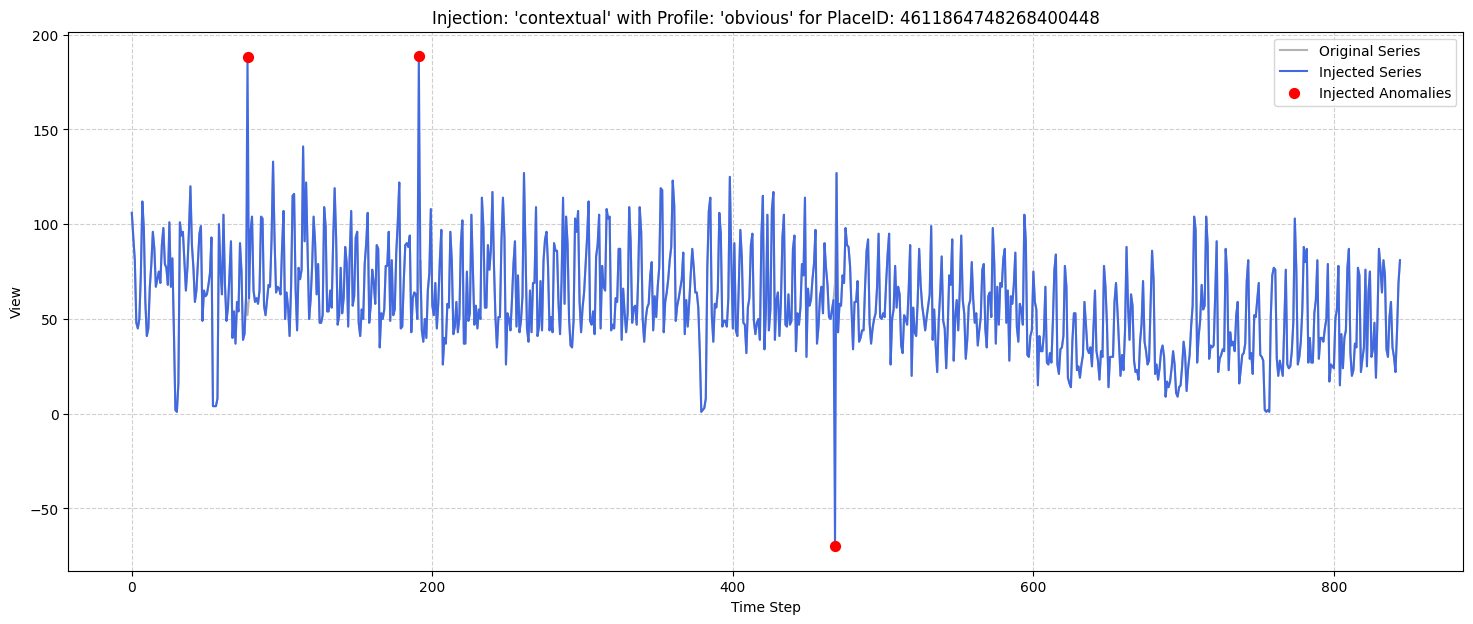 Injection: 'contextual' with Profile: 'obvious' for PlaceID: 4611864748268400448
200
150
100
50
0
−50
View
0
200
400
600
800
Time Step
Original Series
Injected Series
Injected Anomalies